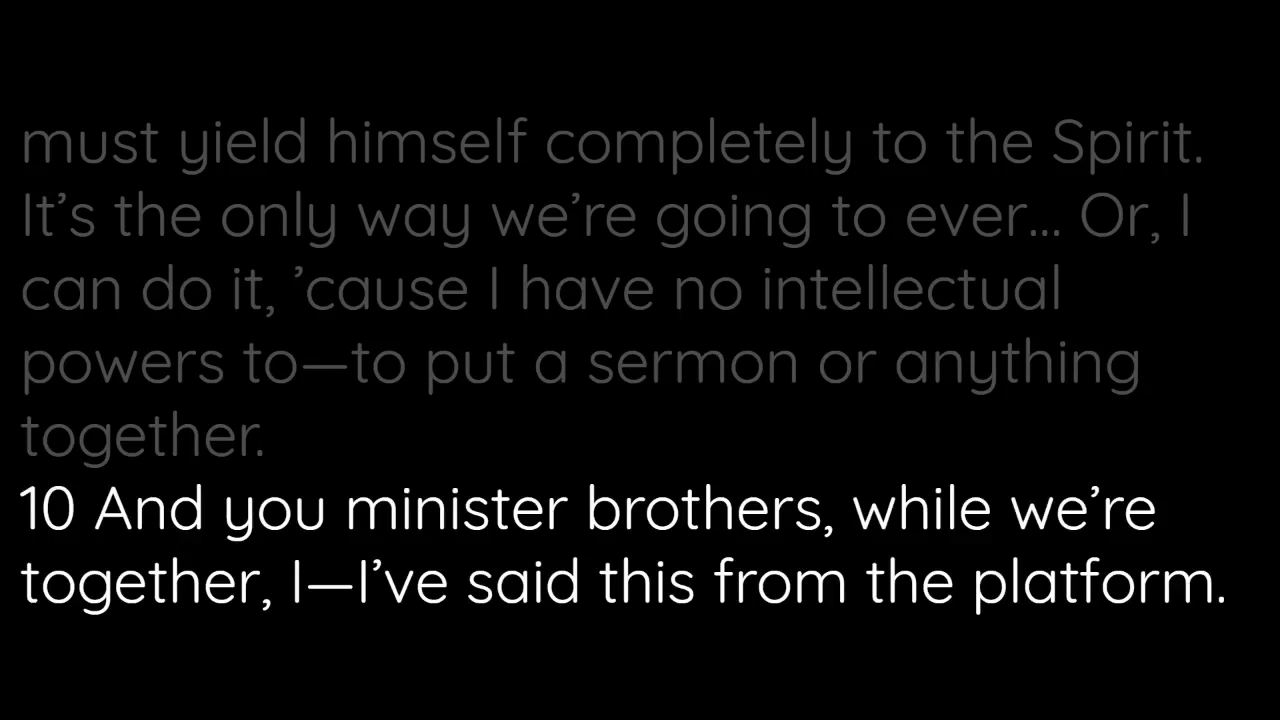 must yield himself completely to the Spirit.
It’s the only way we’re going to ever... Or, I
can do it, ’cause I have no intellectual
powers to—to put a sermon or anything
together.
10 And you minister brothers, while we’re
together, I—I’ve said this from the platform.